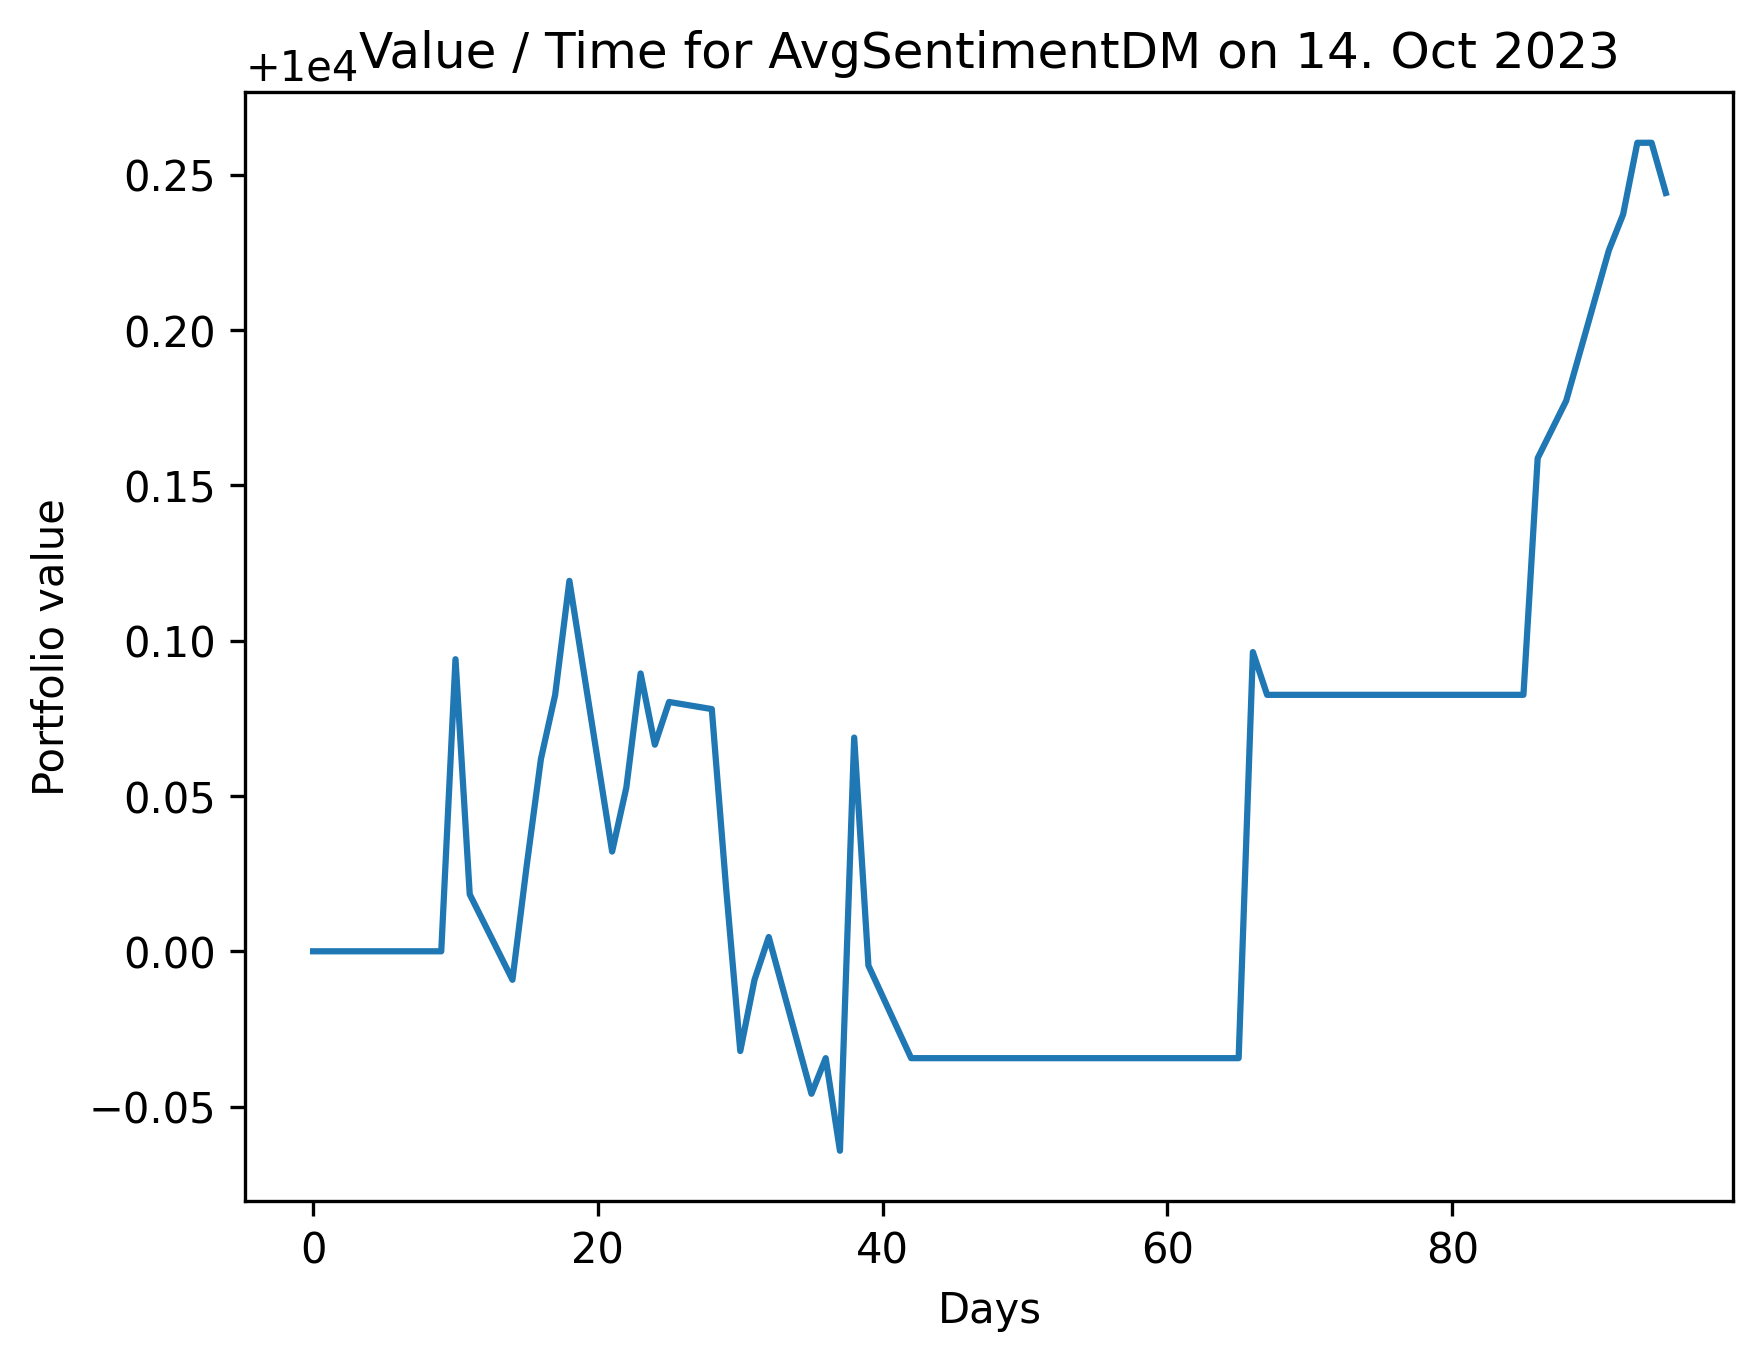 Value / Time for AvgSentimentDM on 14. Oct 2023
+1e4
0.25
0.20
0.15
0.10
0.05
0.00
−0.05
Portfolio value
0 20 40 60 80
Days